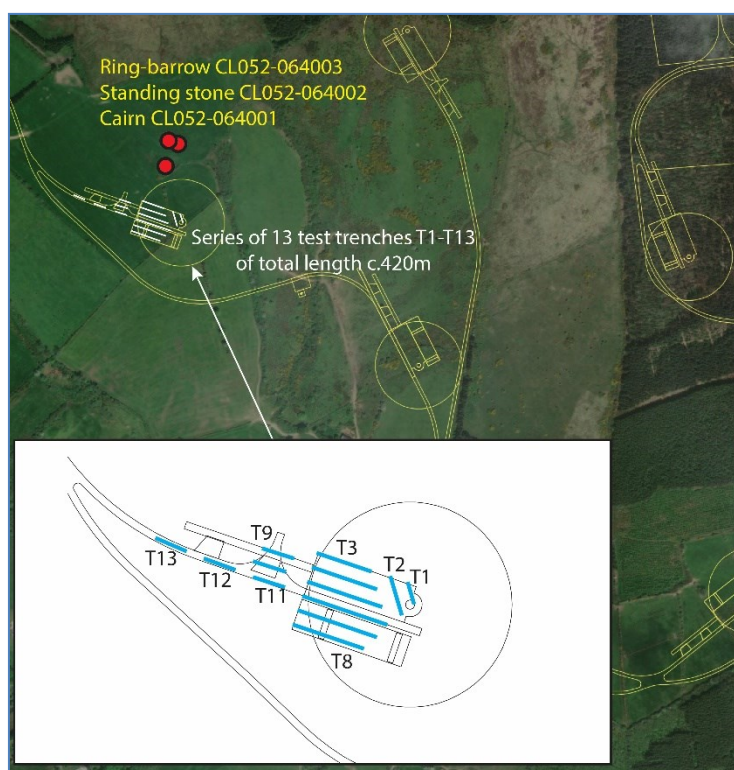 Ring-barrow CL052-064003
Standing stone CL052-064002
Cairn CL052-064001
Series of 13 test trenches T1-T13
of total length c.420m
T9
T3
T2
T1
T13
T12
T11
T8